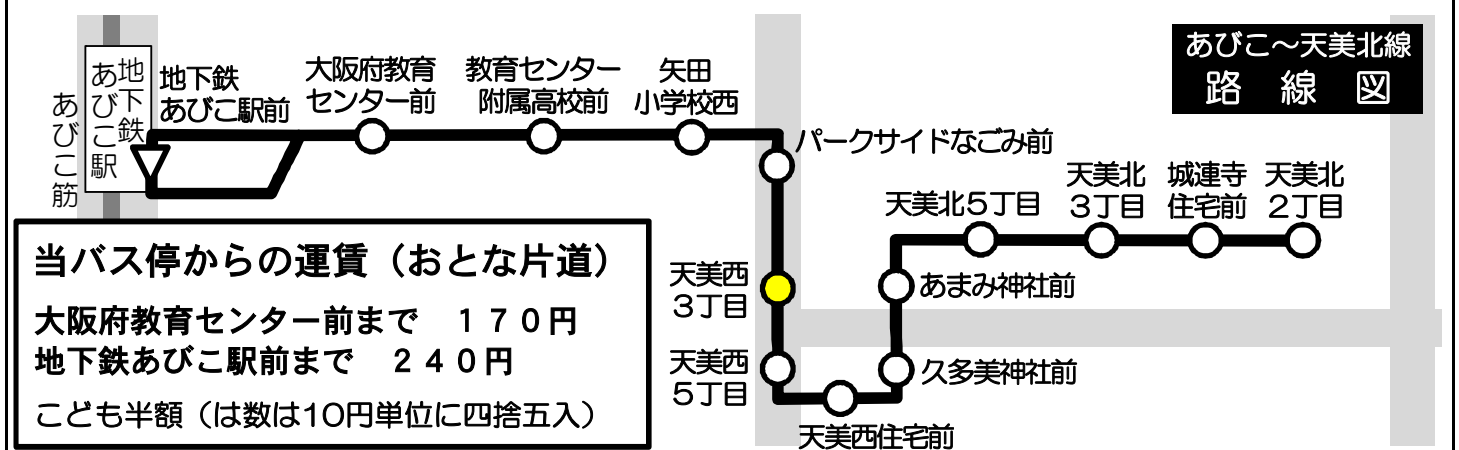 あびこ～天美北線
路線図
あびこ筋
地下鉄
あびこ駅
地下鉄
あびこ駅前
大阪府教育
センター前
教育センター
附属高校前
矢田
小学校西
パークサイドなごみ前
天美西
３丁目
天美西
５丁目
天美西住宅前
久多美神社前
あまみ神社前
天美北５丁目
天美北
３丁目
城連寺
住宅前
天美北
２丁目
当バス停からの運賃（おとな片道）
大阪府教育センター前まで　１７０円
地下鉄あびこ駅前まで　２４０円
こども半額（は数は10円単位に四捨五入）